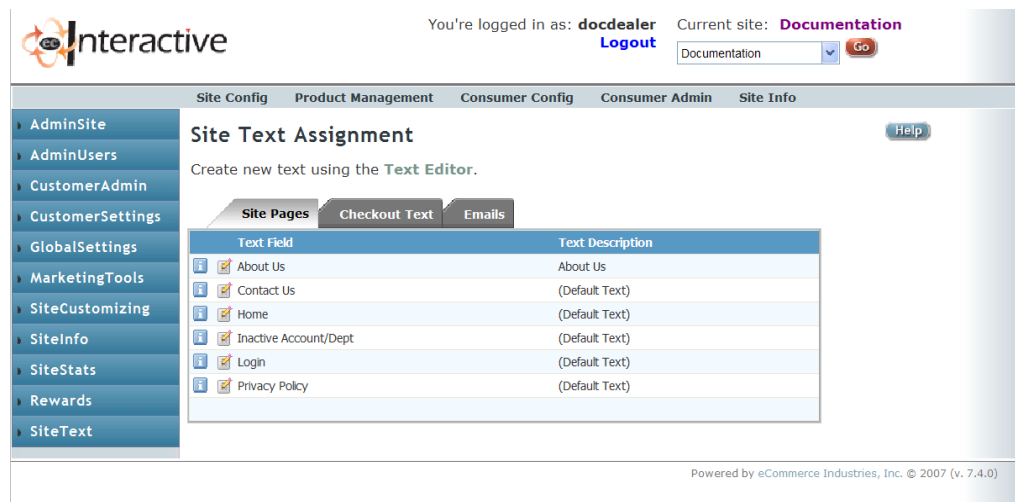 ec
Interactive
You're logged in as: docdealer
Logout
Current site: Documentation
Documentation
Go
Site Config Product Management Consumer Config Consumer Admin Site Info
AdminSite
AdminUsers
CustomerAdmin
CustomerSettings
GlobalSettings
MarketingTools
SiteCustomizing
SiteInfo
SiteStats
Rewards
SiteText
Site Text Assignment
Help
Create new text using the Text Editor.
Site Pages Checkout Text Emails
Text Field Text Description
About Us About Us
Contact Us (Default Text)
Home (Default Text)
Inactive Account/Dept (Default Text)
Login (Default Text)
Privacy Policy (Default Text)
Powered by eCommerce Industries, Inc. © 2007 (v. 7.4.0)